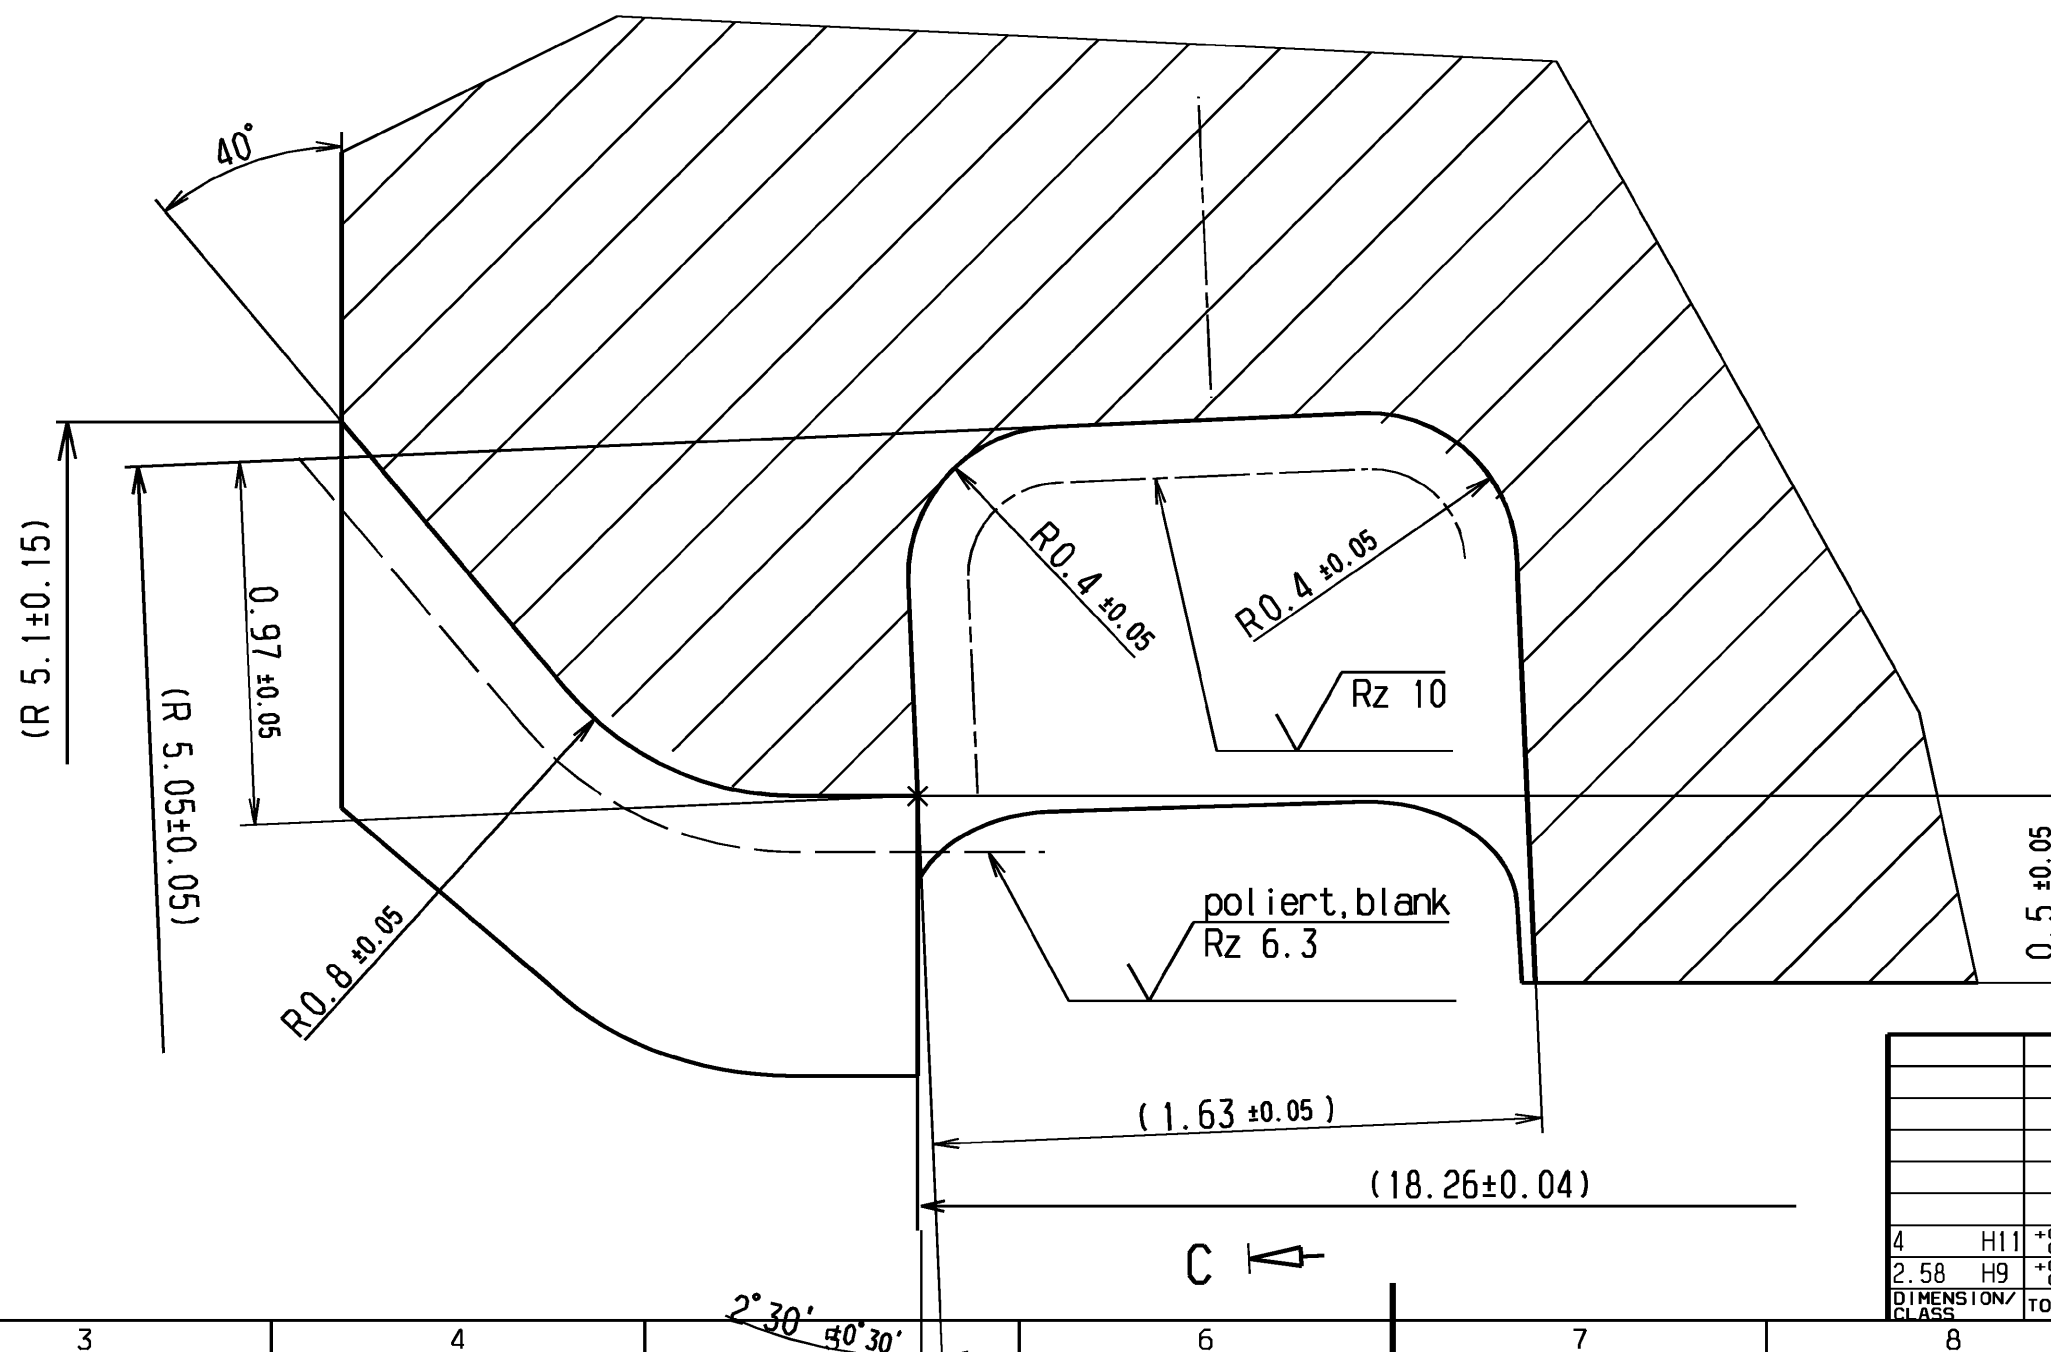 40°
(R 5.1±0.15)
(R 5.05±0.05)
0.97 ±0.05
R0.4 ±0.05
R0.4 ±0.05
Rz 10
R0.8 ±0.05
poliert,blank
Rz 6.3
0.5 ±0.05
(1.63 ±0.05)
(18.26±0.04)
C
4 H11
2.58 H9
DIMENSION/
CLASS
2°30' ±0°30'
3 4 5 6 7 8